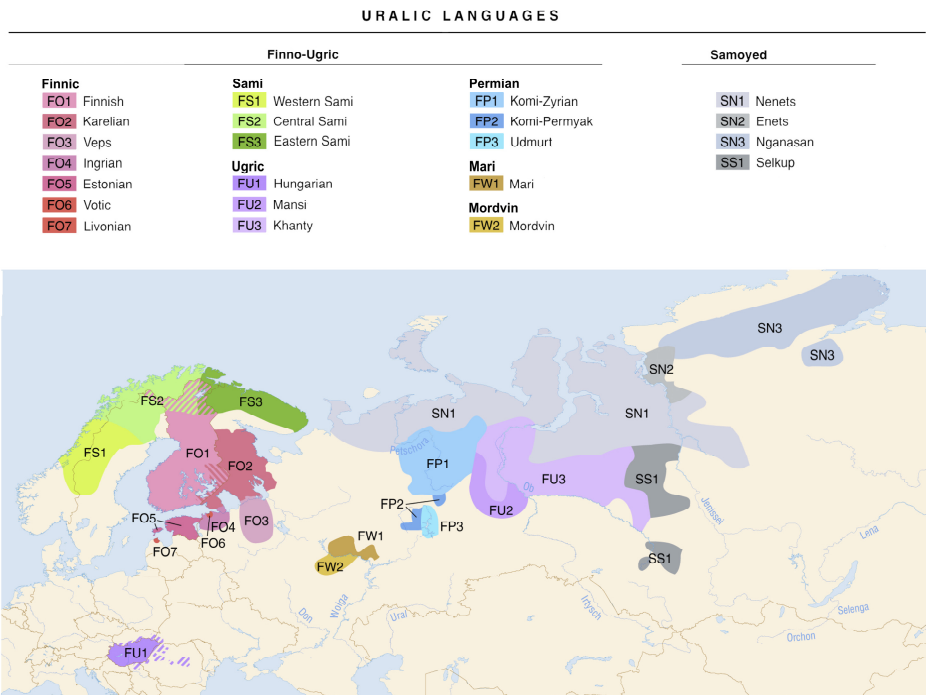 URALIC LANGUAGES
Finno-Ugric
Samoyed
Finnic
FO1 Finnish
FO2 Karelian
FO3 Veps
FO4 Ingrian
FO5 Estonian
FO6 Votic
FO7 Livonian
Sami
FS1 Western Sami
FS2 Central Sami
FS3 Eastern Sami
Ugric
FU1 Hungarian
FU2 Mansi
FU3 Khanty
Permian
FP1 Komi-Zyrian
FP2 Komi-Permyak
FP3 Udmurt
Mari
FW1 Mari
Mordvin
FW2 Mordvin
SN1 Nenets
SN2 Enets
SN3 Nganasan
SS1 Selkup
SN3
SN3
SN2
FS2
FS3
SN1
SN1
FS1
FO1
FO2
Petschora
FP1
FU3
SS1
Ob
FP2
FU2
Jenissei
FO5
FO4
FO3
FP3
FO6
FO7
FW1
FW2
SS1
Lena
Don
Wolga
Ural
Irtysch
Selenga
Orchon
FU1